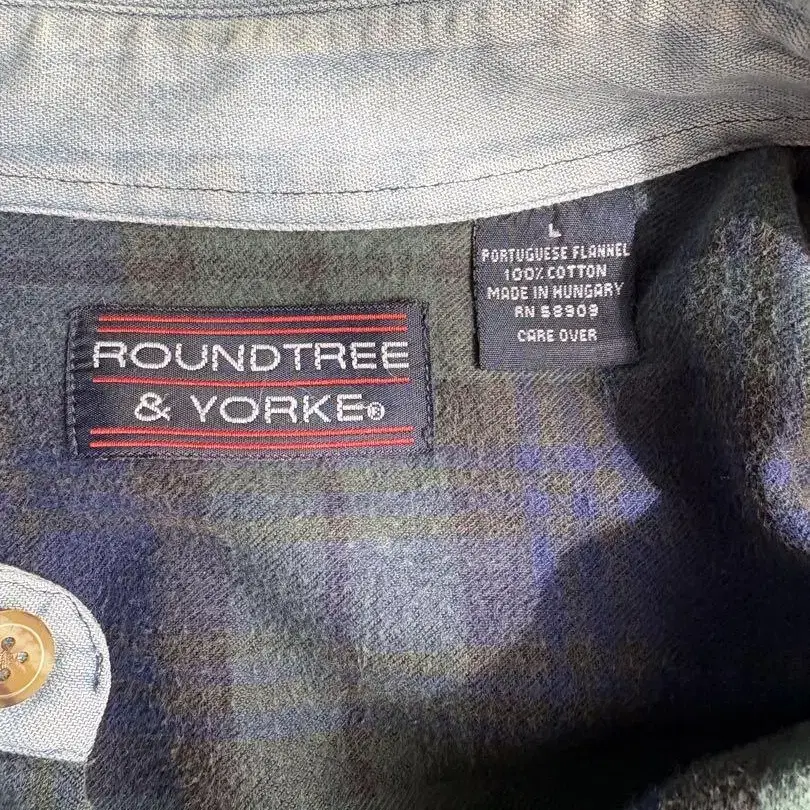 ROUNDTREE
& YORKE®
L
PORTUGUESE FLANNEL
100% COTTON
MADE IN HUNGARY
RN 58909
CARE OVER